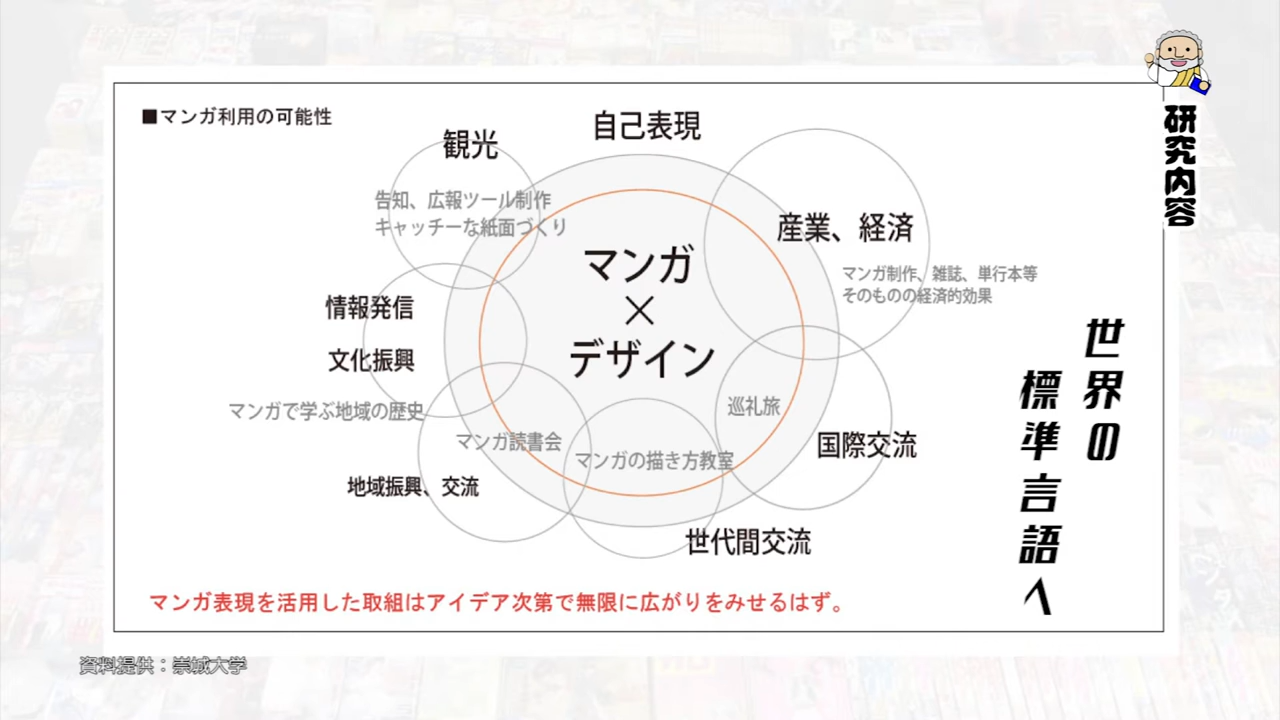 ■マンガ利用の可能性
観光
自己表現
告知、広報ツール制作
キャッチーな紙面づくり
産業、経済
マンガ制作、雑誌、単行本等
そのものの経済的効果
マンガ
×
デザイン
情報発信
文化振興
マンガで学ぶ地域の歴史
巡礼旅
マンガ読書会
マンガの描き方教室
国際交流
地域振興、交流
世代間交流
マンガ表現を活用した取組はアイデア次第で無限に広がりをみせるはず。
研究内容
世界の
標準言語へ
資料提供：崇城大学